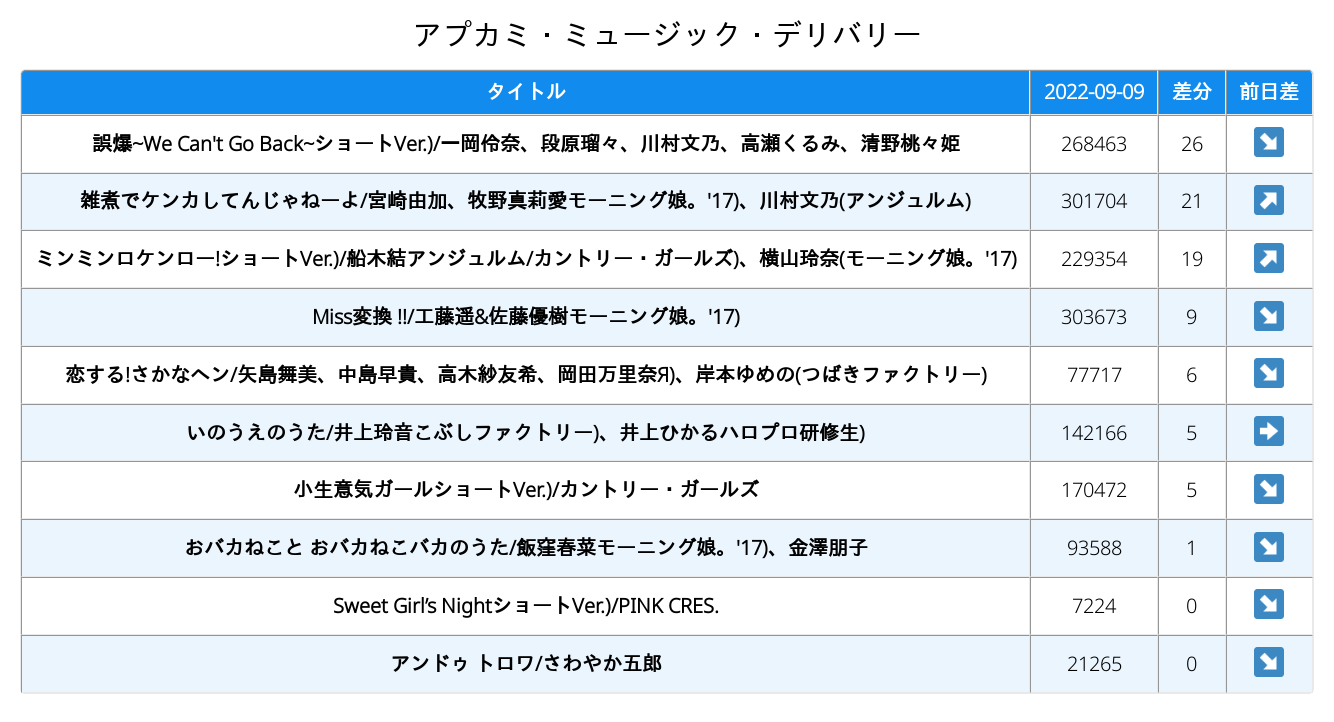 アプカミ・ミュージック・デリバリー
タイトル 2022-09-09 差分 前日差
誤爆~We Can't Go Back~ショートVer.)/一岡伶奈、段原瑠々、川村文乃、高瀬くるみ、清野桃々姫 268463 26 ↘
雑煮でケンカしてんじゃねーよ/宮崎由加、牧野真莉愛モーニング娘。'17)、川村文乃(アンジュルム) 301704 21 ↗
ミンミンロケンロー!ショートVer.)/船木結アンジュルム/カントリー・ガールズ)、横山玲奈(モーニング娘。'17) 229354 19 ↗
Miss変換 !!/工藤遥&佐藤優樹モーニング娘。'17) 303673 9 ↘
恋する!さかなヘン/矢島舞美、中島早貴、高木紗友希、岡田万里奈Я)、岸本ゆめの(つばきファクトリー) 77717 6 ↘
いのうえのうた/井上玲音こぶしファクトリー)、井上ひかるハロプロ研修生) 142166 5 ➡
小生意気ガールショートVer.)/カントリー・ガールズ 170472 5 ↘
おバカねこと おバカねこバカのうた/飯窪春菜モーニング娘。'17)、金澤朋子 93588 1 ↘
Sweet Girl’s NightショートVer.)/PINK CRES. 7224 0 ↘
アンドゥ トロワ/さわやか五郎 21265 0 ↘